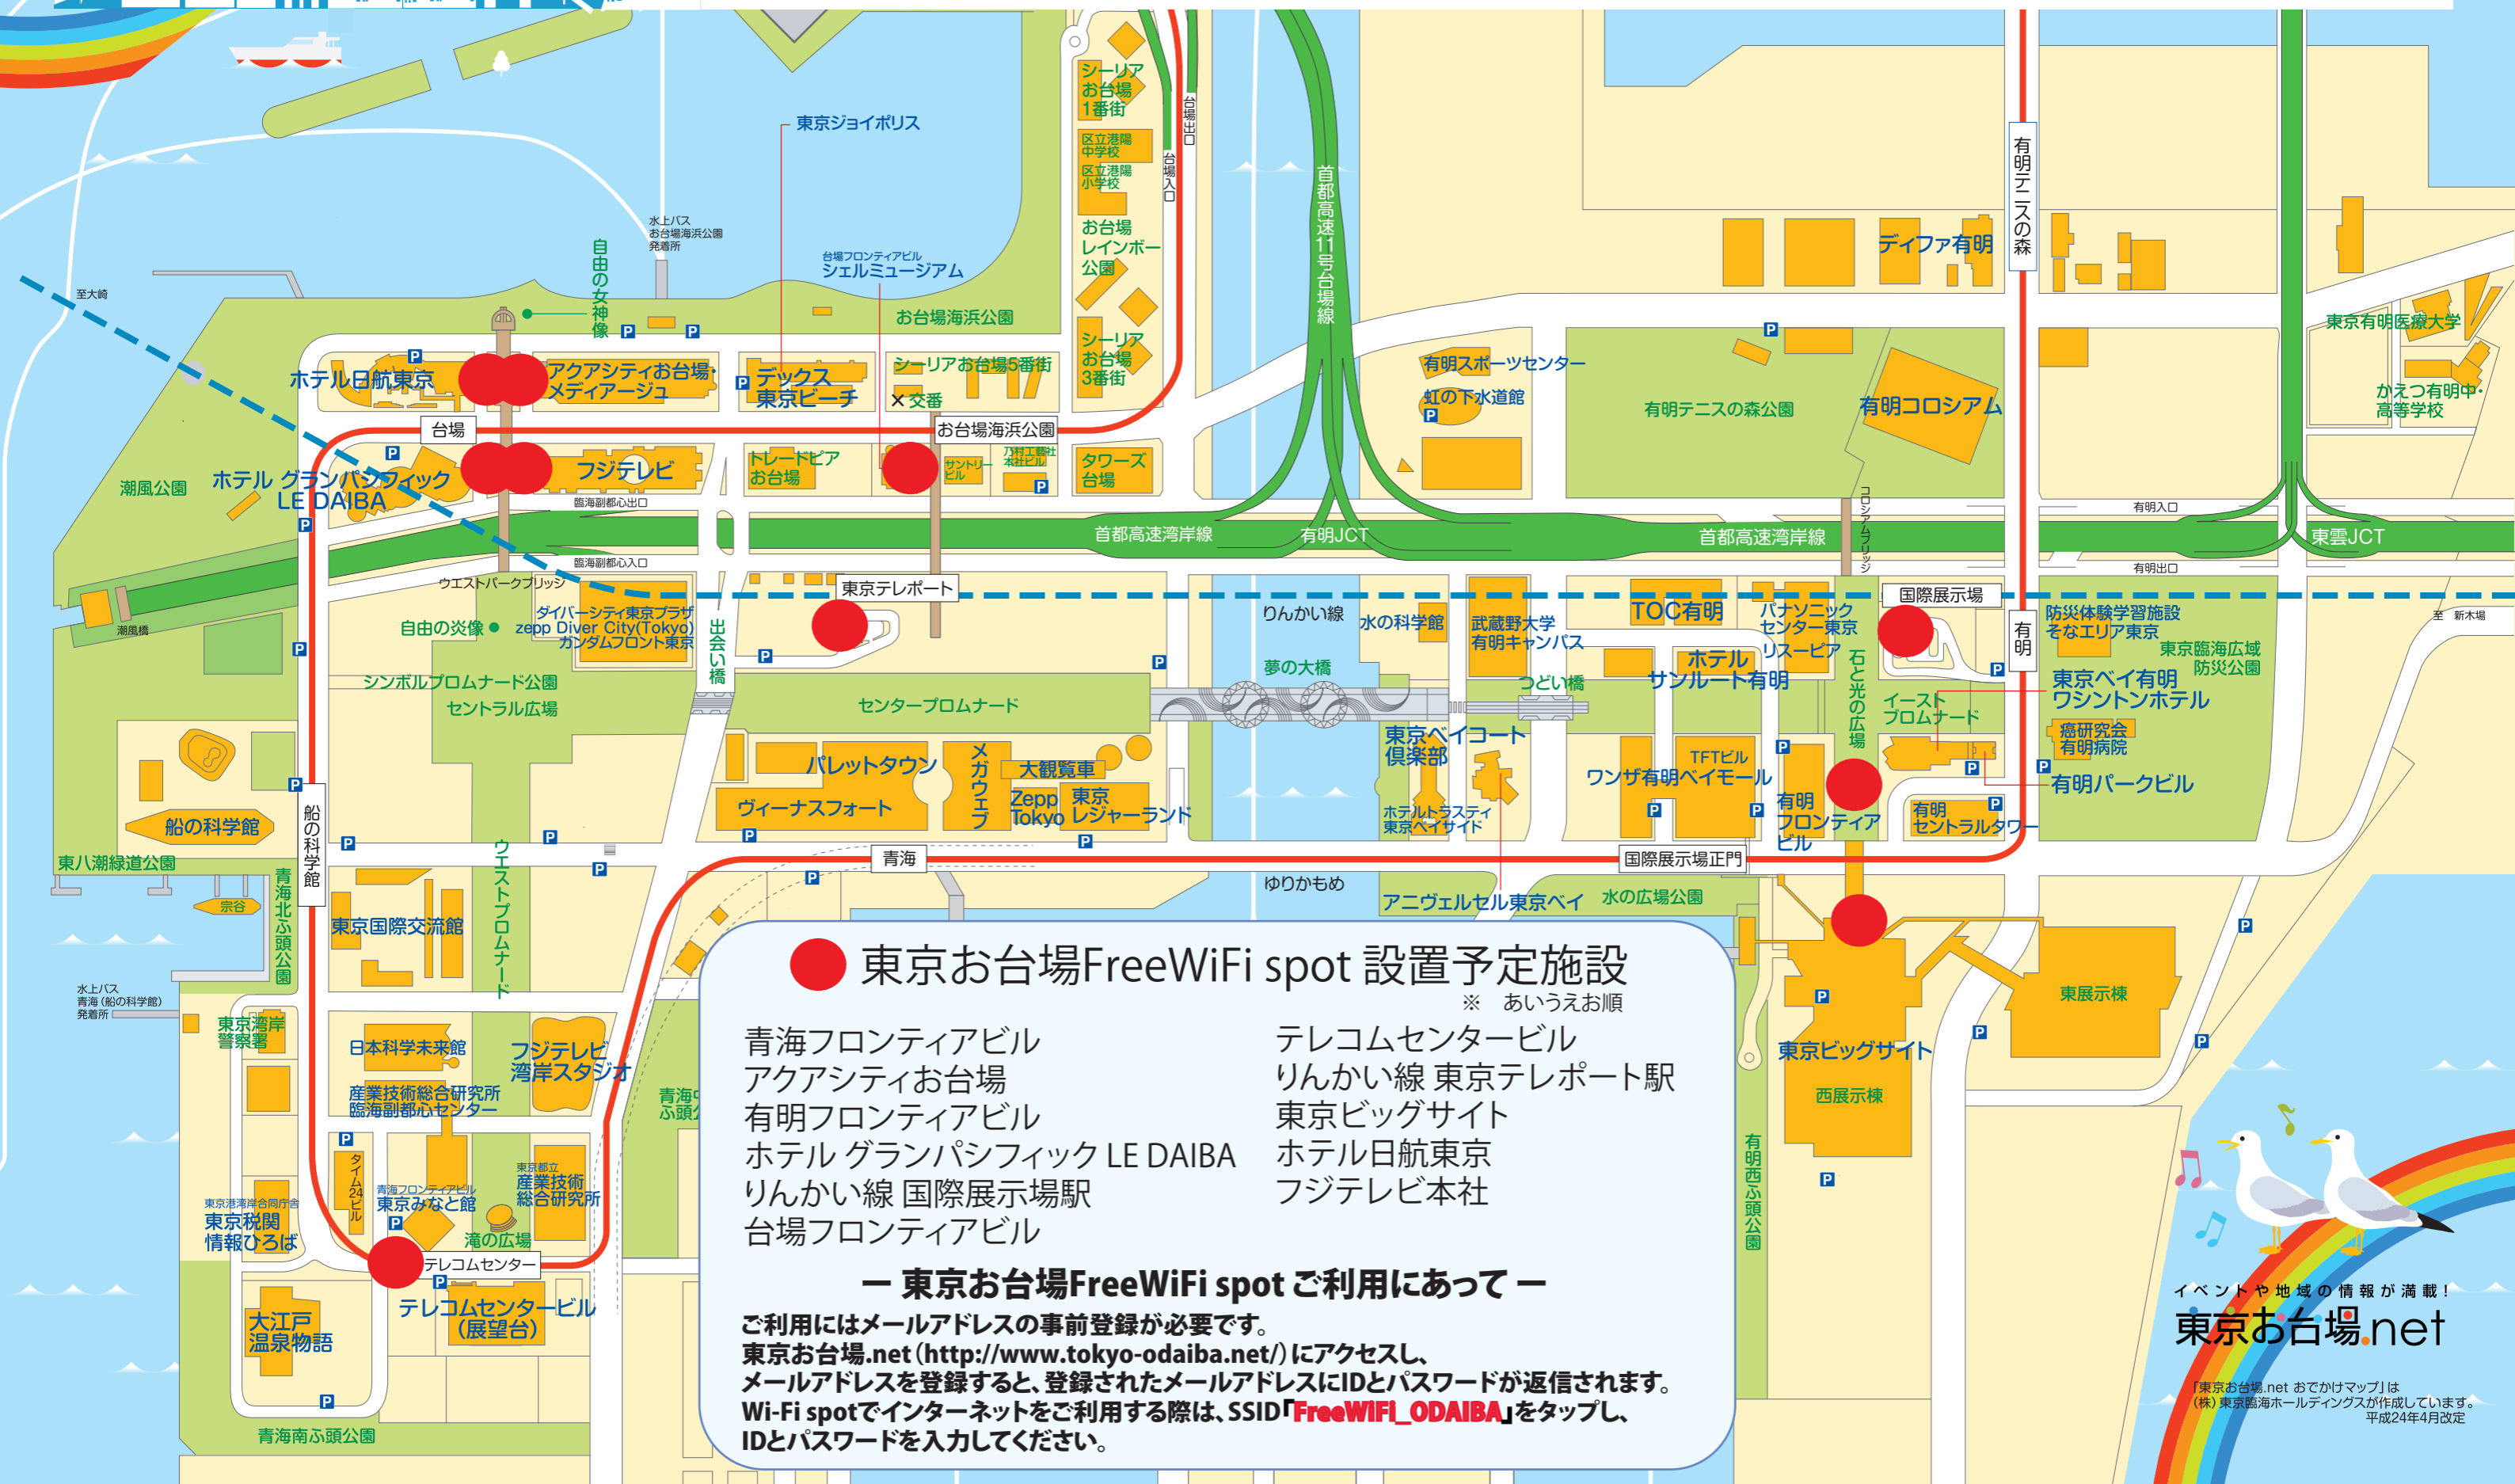 シーリア
お台場
1番街
台場出口
区立港陽
中学校
区立港陽
小学校
台場入口
東京ジョイポリス
首都高速11号台場線
有明テニスの森
水上バス
お台場海浜公園
発着所
お台場
レインボー
公園
ディファ有明
自由の女神像
台場フロンティアビル
シェルミュージアム
至大崎
お台場海浜公園
東京有明医療大学
シーリア
お台場
3番街
ホテル日航東京
アクアシティお台場・
メディアージュ
デックス
東京ビーチ
シーリアお台場5番街
×交番
有明スポーツセンター
虹の下水道館
有明テニスの森公園
有明コロシアム
かえつ有明中・
高等学校
台場
お台場海浜公園
潮風公園
ホテル グランパシフィック
LE DAIBA
フジテレビ
トレードピア
お台場
サントリー
ビル
乃村工藝社
本社ビル
タワーズ
台場
臨海副都心出口
首都高速湾岸線
有明JCT
首都高速湾岸線
コロシアムブリッジ
有明入口
東雲JCT
有明出口
臨海副都心入口
ウエストパークブリッジ
東京テレポート
国際展示場
潮風橋
自由の炎像
ダイバーシティ東京プラザ
zepp Diver City(Tokyo)
ガンダムフロント東京
出会い橋
りんかい線
水の科学館
武蔵野大学
有明キャンパス
TOC有明
パナソニック
センター東京
リスーピア
有明
防災体験学習施設
そなエリア東京
東京臨海広域
防災公園
至 新木場
シンボルプロムナード公園
セントラル広場
センタープロムナード
夢の大橋
つどい橋
ホテル
サンルート有明
石と光の広場
イースト
プロムナード
東京ベイ有明
ワシントンホテル
癌研究会
有明病院
有明パークビル
パレットタウン
メガウェブ
大観覧車
ヴィーナスフォート
Zepp
Tokyo
東京
レジャーランド
東京ベイコート
倶楽部
ホテルトラスティ
東京ベイサイド
TFTビル
ワンザ有明ベイモール
有明
フロンティア
ビル
有明
セントラルタワー
船の科学館
船の科学館
東八潮緑道公園
青海
国際展示場正門
ゆりかもめ
アニヴェルセル東京ベイ
水の広場公園
宗谷
青海北ふ頭公園
ウエストプロムナード
東京国際交流館
水上バス
青海(船の科学館)
発着所
東京湾岸
警察署
日本科学未来館
フジテレビ
湾岸スタジオ
産業技術総合研究所
臨海副都心センター
東京都立
産業技術
総合研究所
タイム24ビル
青海フロンティアビル
東京みなと館
滝の広場
東京港湾岸合同庁舎
東京税関
情報ひろば
テレコムセンター
テレコムセンタービル
(展望台)
大江戸
温泉物語
青海南ふ頭公園
東京ビッグサイト
西展示棟
東展示棟
有明西ふ頭公園
東京お台場FreeWiFi spot 設置予定施設
※ あいうえお順
青海フロンティアビル
アクアシティお台場
有明フロンティアビル
ホテル グランパシフィック LE DAIBA
りんかい線 国際展示場駅
台場フロンティアビル
テレコムセンタービル
りんかい線 東京テレポート駅
東京ビッグサイト
ホテル日航東京
フジテレビ本社
ー 東京お台場FreeWiFi spot ご利用にあって ー
ご利用にはメールアドレスの事前登録が必要です。
東京お台場.net（http://www.tokyo-odaiba.net/）にアクセスし、
メールアドレスを登録すると、登録されたメールアドレスにIDとパスワードが返信されます。
Wi-Fi spotでインターネットをご利用する際は、SSID「FreeWiFi_ODAIBA」をタップし、
IDとパスワードを入力してください。
イベントや地域の情報が満載！
東京お台場.net
「東京お台場.net おでかけマップ」は
(株)東京臨海ホールディングスが作成しています。
平成24年4月改定